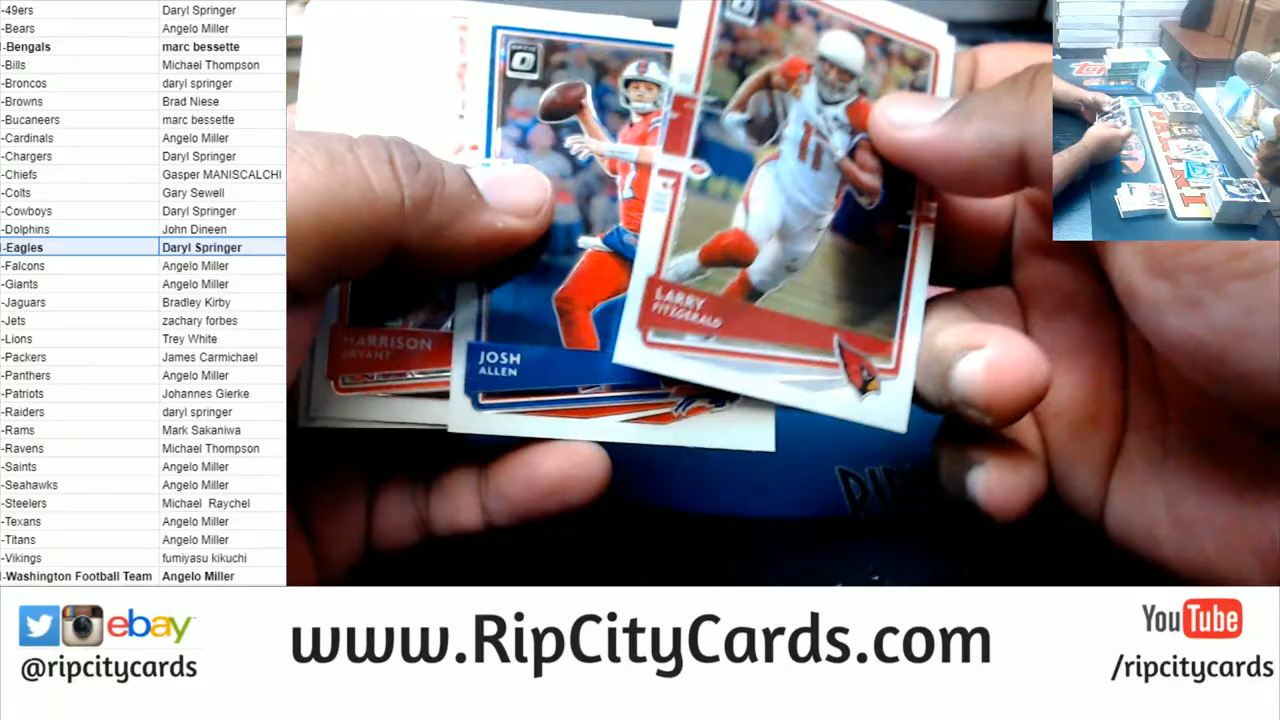 -49ers Daryl Springer
-Bears Angelo Miller
-Bengals marc bessette
-Bills Michael Thompson
-Broncos daryl springer
-Browns Brad Niese
-Bucaneers marc bessette
-Cardinals Angelo Miller
-Chargers Daryl Springer
-Chiefs Gasper MANISCALCHI
-Colts Gary Sewell
-Cowboys Daryl Springer
-Dolphins John Dineen
-Eagles Daryl Springer
-Falcons Angelo Miller
-Giants Angelo Miller
-Jaguars Bradley Kirby
-Jets zachary forbes
-Lions Trey White
-Packers James Carmichael
-Panthers Angelo Miller
-Patriots Johannes Gierke
-Raiders daryl springer
-Rams Mark Sakaniwa
-Ravens Michael Thompson
-Saints Angelo Miller
-Seahawks Angelo Miller
-Steelers Michael Raychel
-Texans Angelo Miller
-Titans Angelo Miller
-Vikings fumiyasu kikuchi
-Washington Football Team Angelo Miller
HARRISON
BRYANT
JOSH
ALLEN
LARRY
FITZGERALD
11
Topps
PANINI
ebay
@ripcitycards
www.RipCityCards.com
YouTube
/ripcitycards